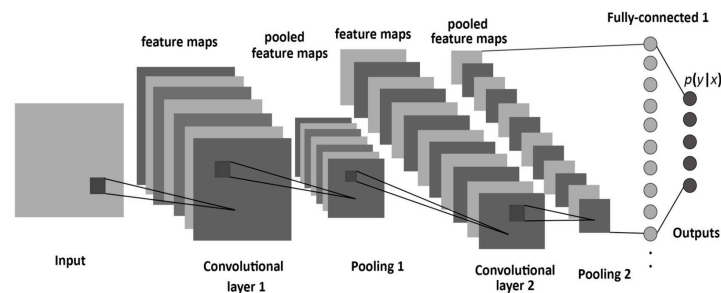 feature maps
pooled
feature maps
feature maps
pooled
feature maps
Fully-connected 1
p(y|x)
Input
Convolutional
layer 1
Pooling 1
Convolutional
layer 2
Pooling 2
Outputs